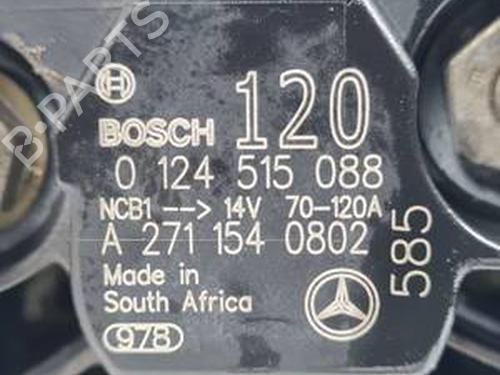 B-PARTS
BOSCH 120
0 124 515 088
NCB1 --> 14V 70-120A
A 271 154 0802
Made in
South Africa
978
585